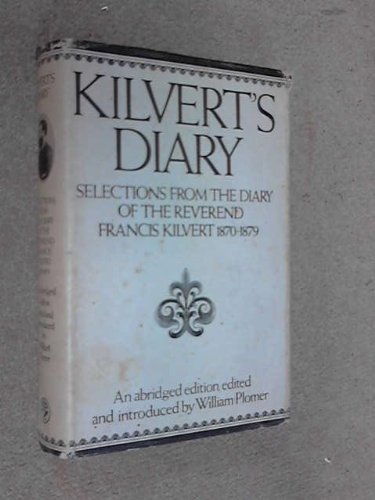 KILVERT'S
DIARY
SELECTIONS FROM THE DIARY
OF THE REVEREND
FRANCIS KILVERT 1870-1879
An abridged edition edited
and introduced by William Plomer